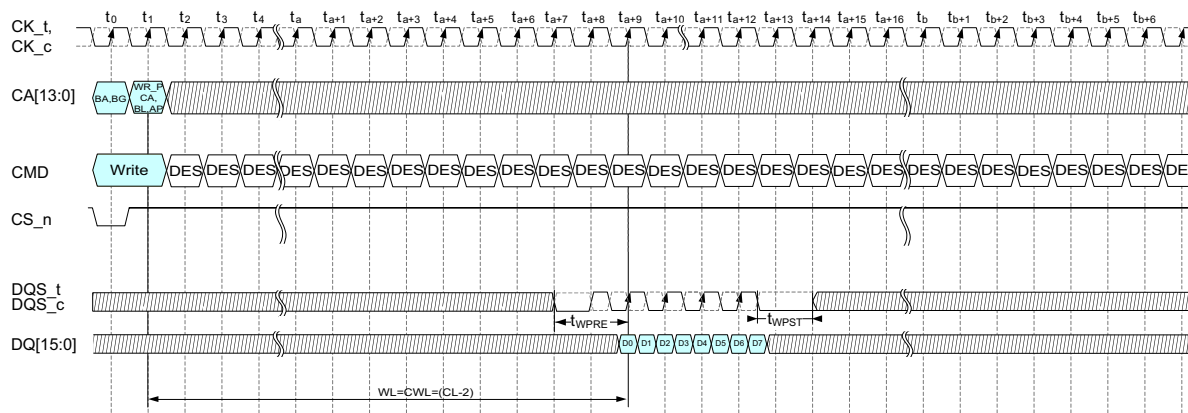 t0 t1 t2 t3 t4 ta ta+1 ta+2 ta+3 ta+4 ta+5 ta+6 ta+7 ta+8 ta+9 ta+10 ta+11 ta+12 ta+13 ta+14 ta+15 ta+16 tb tb+1 tb+2 tb+3 tb+4 tb+5 tb+6
CK_t,
CK_c
CA[13:0]
BA,BG
WR_P
CA,
BL,AP
CMD
Write DES DES DES DES DES DES DES DES DES DES DES DES DES DES DES DES DES DES DES DES DES DES DES DES DES DES DES DE
CS_n
DQS_t
DQS_c
tWPRE
tWPST
DQ[15:0]
D0 D1 D2 D3 D4 D5 D6 D7
WL=CWL=(CL-2)